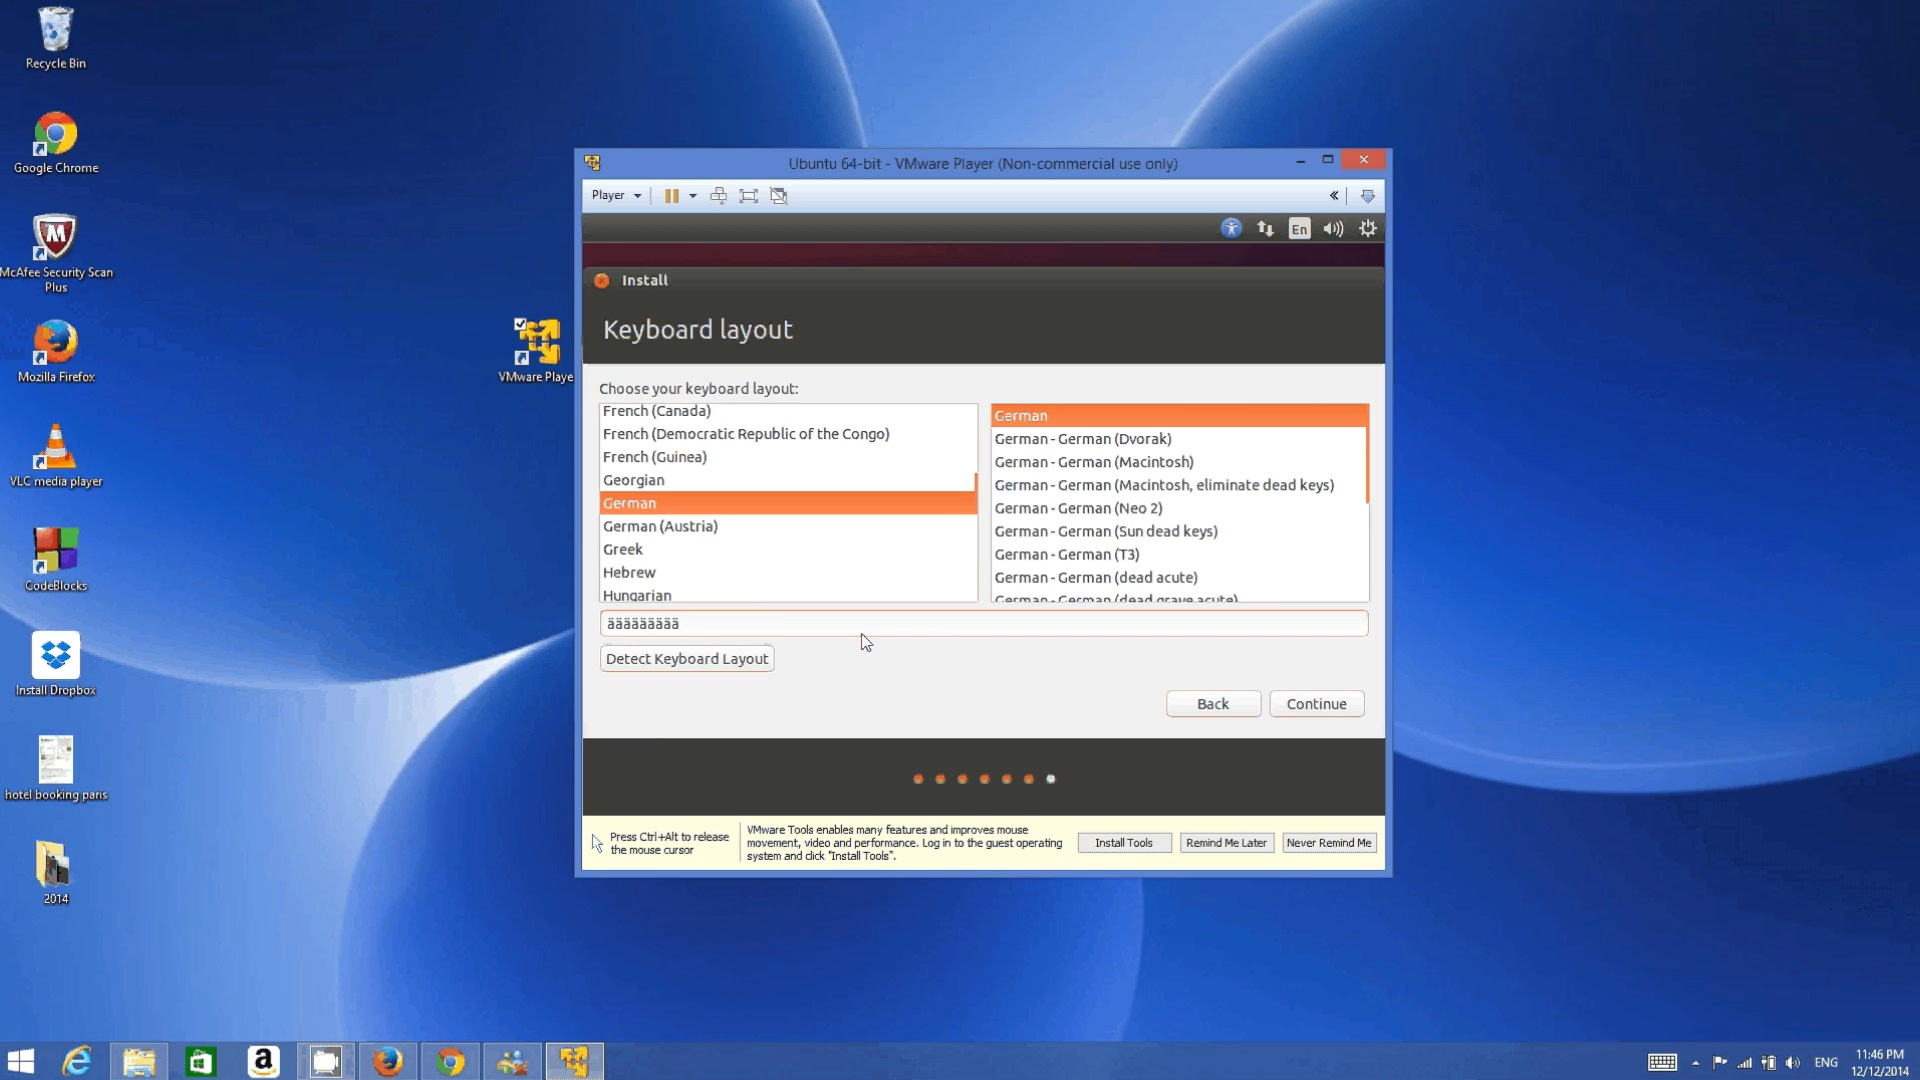 Recycle Bin
Google Chrome
McAfee Security Scan
Plus
Mozilla Firefox
VLC media player
CodeBlocks
Install Dropbox
hotel booking paris
2014
VMware Playe
Ubuntu 64-bit - VMware Player (Non-commercial use only)
Player
En
Install
Keyboard layout
Choose your keyboard layout:
French (Canada)
French (Democratic Republic of the Congo)
French (Guinea)
Georgian
German
German (Austria)
Greek
Hebrew
Hungarian
German
German - German (Dvorak)
German - German (Macintosh)
German - German (Macintosh, eliminate dead keys)
German - German (Neo 2)
German - German (Sun dead keys)
German - German (T3)
German - German (dead acute)
German - German (dead grave acute)
äääääääää
Detect Keyboard Layout
Back
Continue
Press Ctrl+Alt to release
the mouse cursor
VMware Tools enables many features and improves mouse
movement, video and performance. Log in to the guest operating
system and click "Install Tools".
Install Tools
Remind Me Later
Never Remind Me
ENG
11:46 PM
12/12/2014